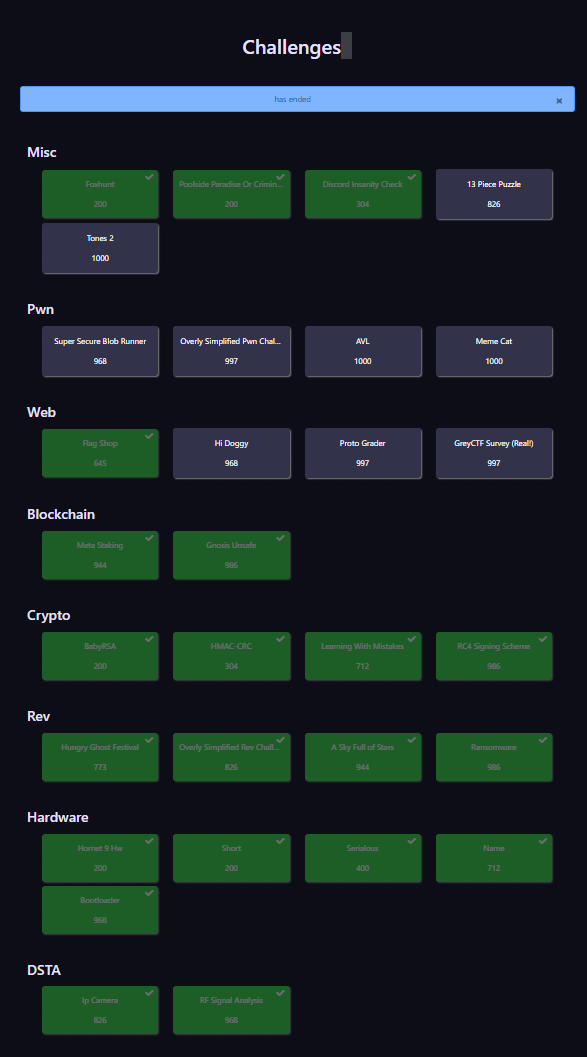 Challenges
has ended
×
Misc
Foxhunt
Poolside Paradise Or Crimin...
Discord Insanity Check
13 Piece Puzzle
200
200
304
826
Tones 2
1000
Pwn
Super Secure Blob Runner
Overly Simplified Pwn Chal...
AVL
Meme Cat
968
997
1000
1000
Web
Flag Shop
Hi Doggy
Proto Grader
GreyCTF Survey (Real!)
645
968
997
997
Blockchain
Meta Staking
Gnosis Unsafe
944
986
Crypto
BabyRSA
HMAC-CRC
Learning With Mistakes
RC4 Signing Scheme
200
304
712
986
Rev
Hungry Ghost Festival
Overly Simplified Rev Chall...
A Sky Full of Stars
Ransomware
773
826
944
986
Hardware
Hornet 9 Hw
Short
Serialous
Name
200
200
400
712
Bootloader
968
DSTA
Ip Camera
RF Signal Analysis
826
968